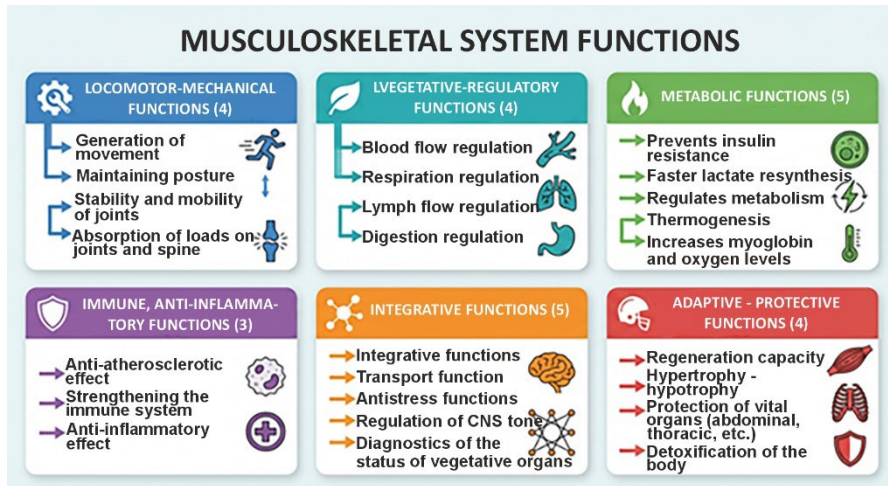 MUSCULOSKELETAL SYSTEM FUNCTIONS
LOCOMOTOR-MECHANICAL
FUNCTIONS (4)
Generation of
movement
Maintaining posture
Stability and mobility
of joints
Absorption of loads on
joints and spine
LVEGETATIVE-REGULATORY
FUNCTIONS (4)
Blood flow regulation
Respiration regulation
Lymph flow regulation
Digestion regulation
METABOLIC FUNCTIONS (5)
Prevents insulin
resistance
Faster lactate resynthesis
Regulates metabolism
Thermogenesis
Increases myoglobin
and oxygen levels
IMMUNE, ANTI-INFLAMMA-
TORY FUNCTIONS (3)
Anti-atherosclerotic
effect
Strengthening the
immune system
Anti-inflammatory
effect
INTEGRATIVE FUNCTIONS (5)
Integrative functions
Transport function
Antistress functions
Regulation of CNS tone
Diagnostics of the
status of vegetative organs
ADAPTIVE - PROTECTIVE
FUNCTIONS (4)
Regeneration capacity
Hypertrophy -
hypotrophy
Protection of vital
organs (abdominal,
thoracic, etc.)
Detoxification of the
body